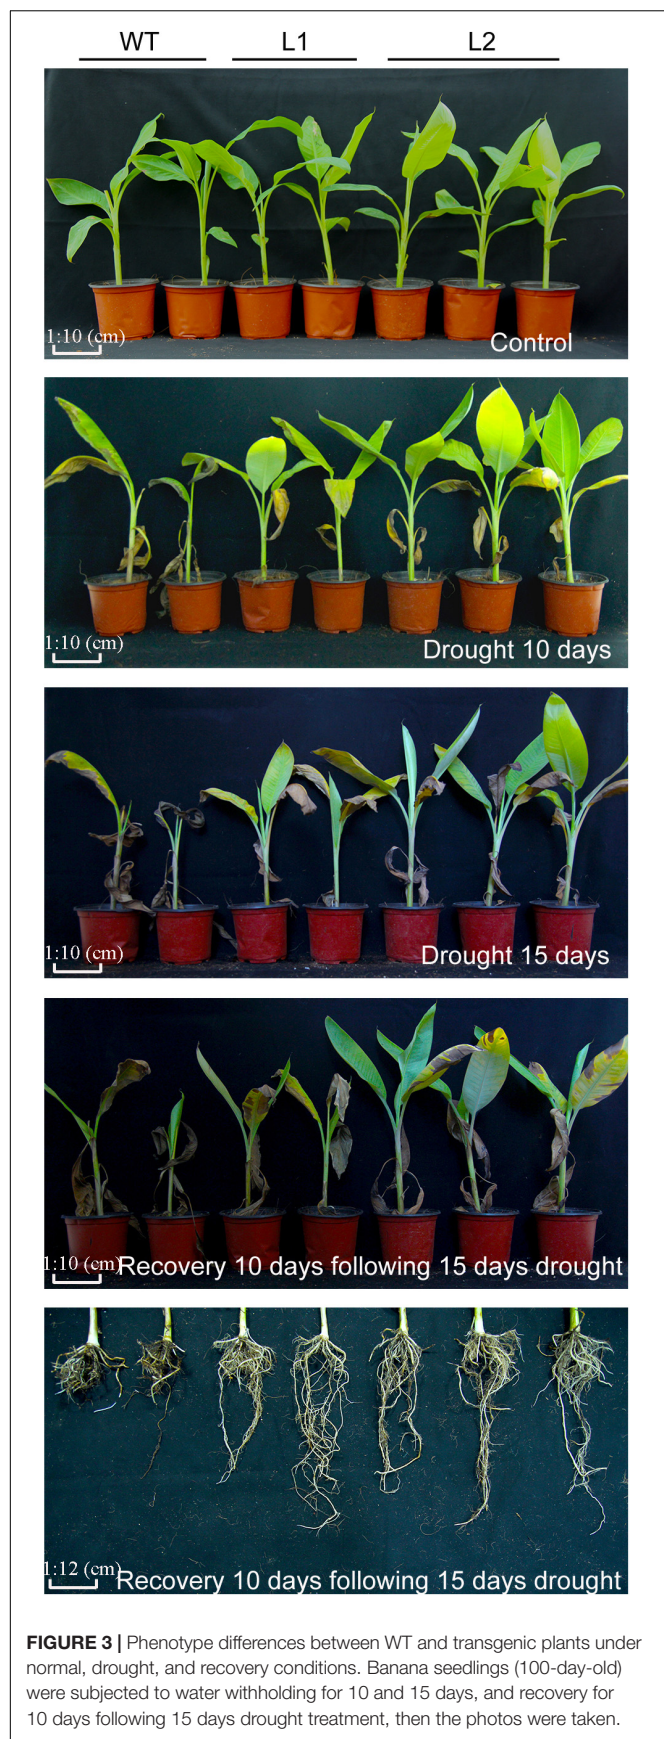 WT L1 L2
1:10 (cm)
Control
1:10 (cm)
Drought 10 days
1:10 (cm)
Drought 15 days
1:10 (cm)
Recovery 10 days following 15 days drought
1:12 (cm)
Recovery 10 days following 15 days drought
FIGURE 3 | Phenotype differences between WT and transgenic plants under
normal, drought, and recovery conditions. Banana seedlings (100-day-old)
were subjected to water withholding for 10 and 15 days, and recovery for
10 days following 15 days drought treatment, then the photos were taken.